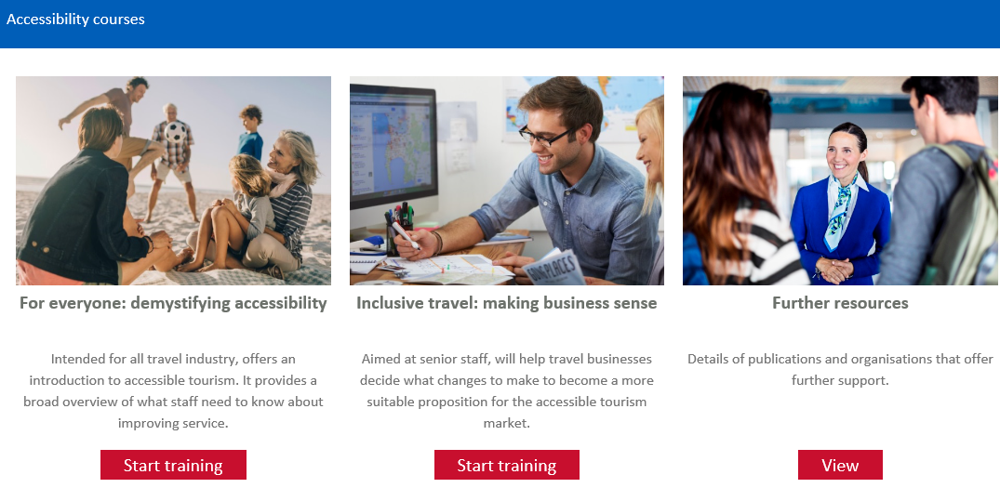 Accessibility courses
PLACES
For everyone: demystifying accessibility
Intended for all travel industry, offers an
introduction to accessible tourism. It provides a
broad overview of what staff need to know about
improving service.
Start training
Inclusive travel: making business sense
Aimed at senior staff, will help travel businesses
decide what changes to make to become a more
suitable proposition for the accessible tourism
market.
Start training
Further resources
Details of publications and organisations that offer
further support.
View